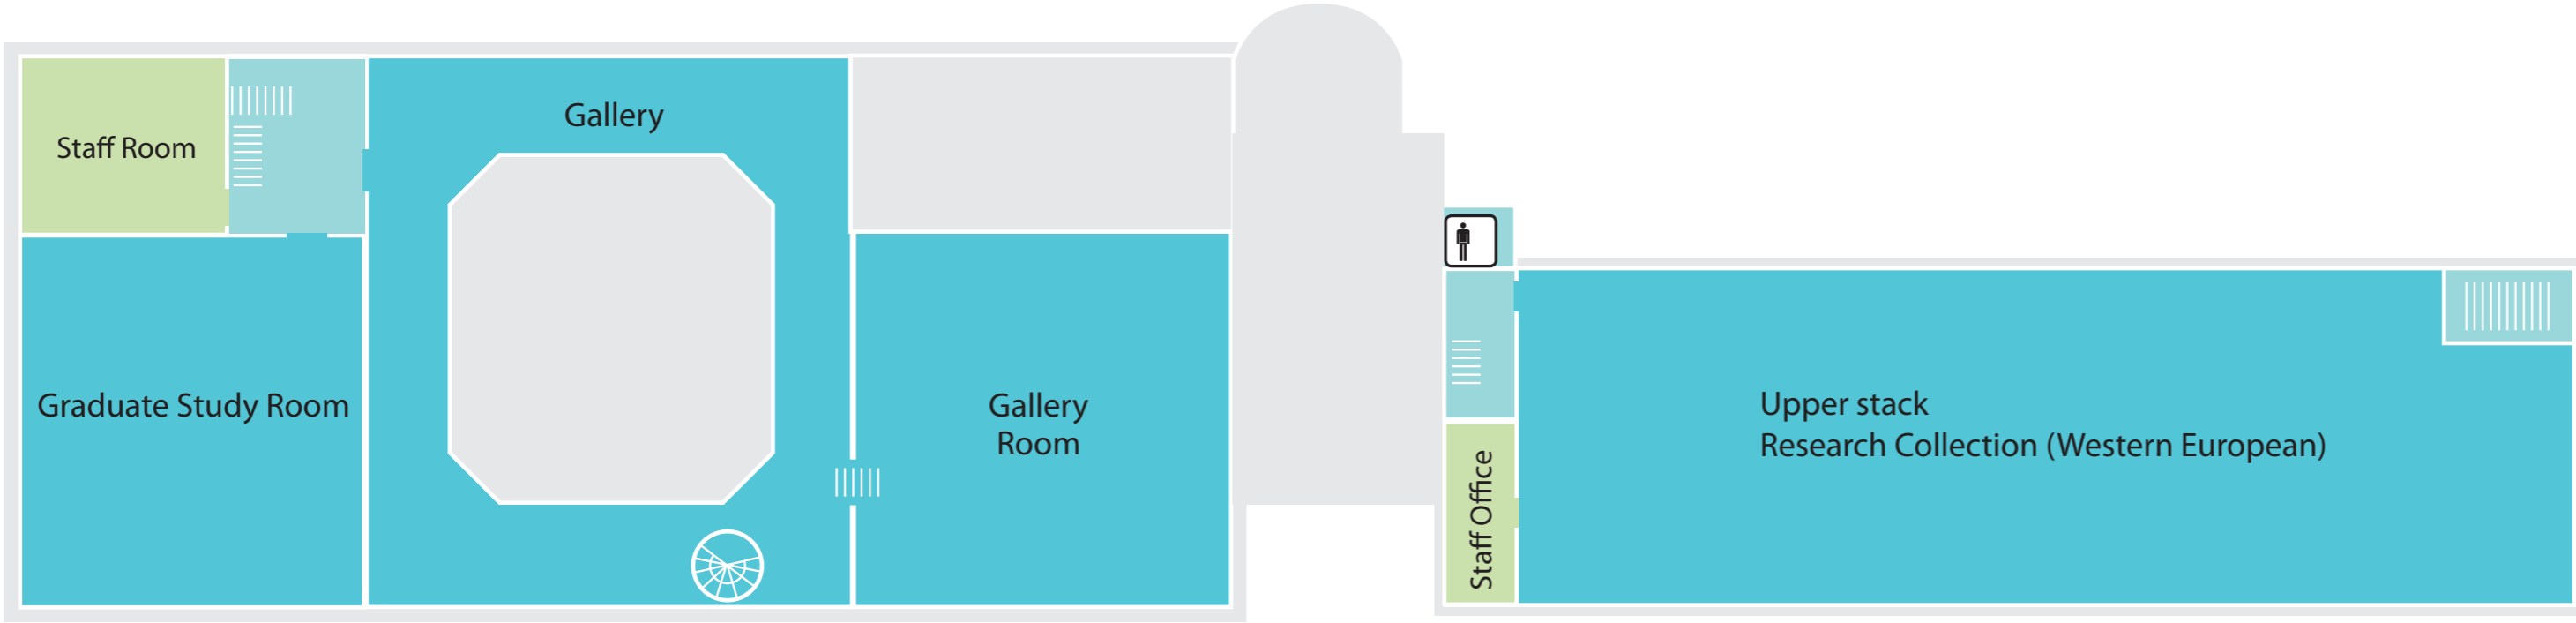 Gallery
Staff Room
Graduate Study Room
Gallery
Room
Upper stack
Research Collection (Western European)
Staff Office